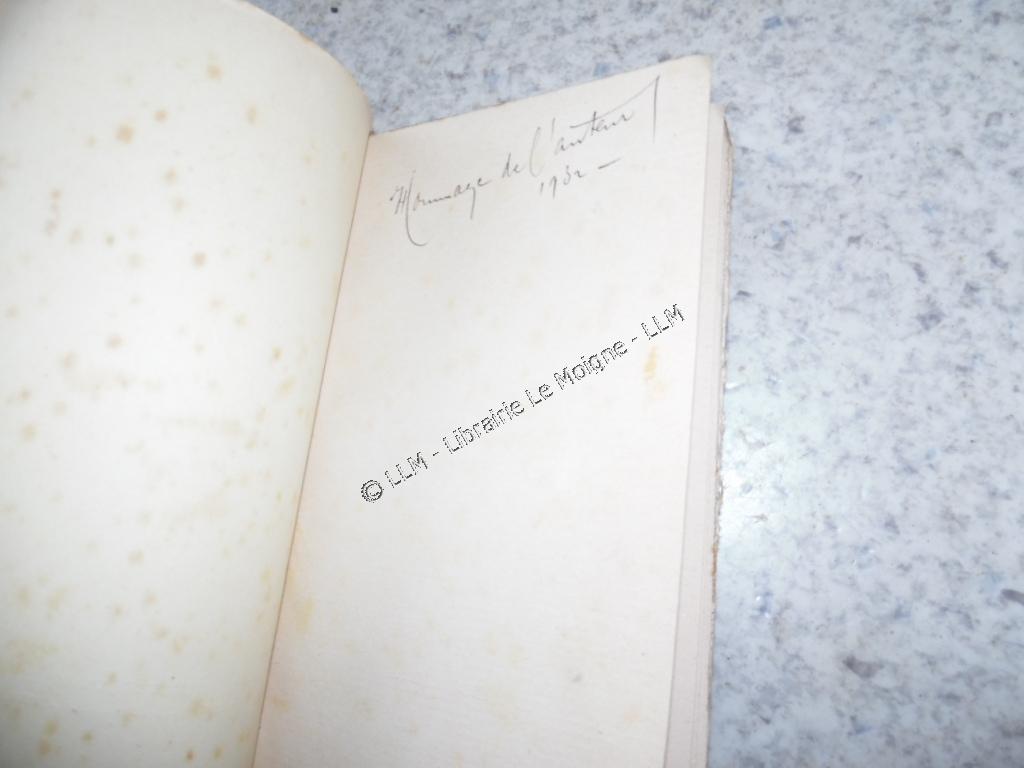 Hommage de l'auteur
1932 -
© LLM - Librairie Le Moigne - LLM